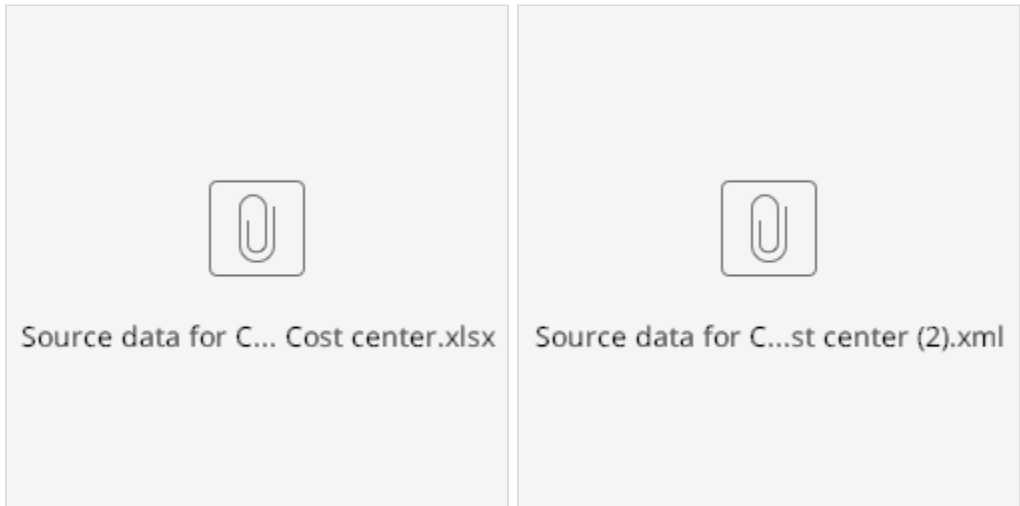 Source data for C... Cost center.xlsx
Source data for C...st center (2).xml